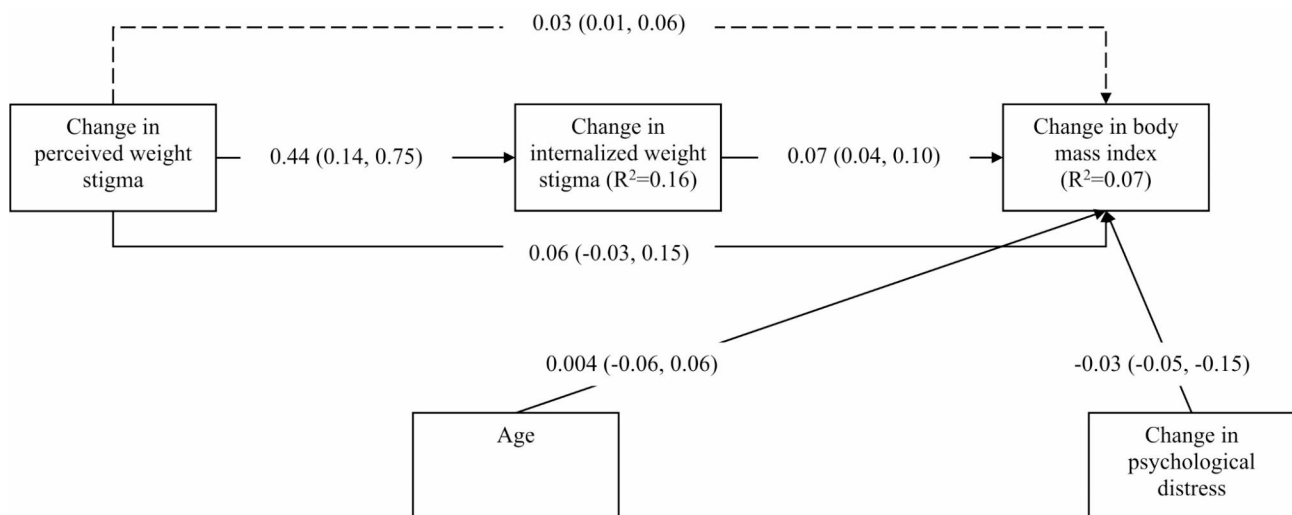 0.03 (0.01, 0.06)
Change in
perceived weight
stigma
0.44 (0.14, 0.75)
Change in
internalized weight
stigma (R²=0.16)
0.07 (0.04, 0.10)
Change in body
mass index
(R²=0.07)
0.06 (-0.03, 0.15)
0.004 (-0.06, 0.06)
-0.03 (-0.05, -0.15)
Age
Change in
psychological
distress